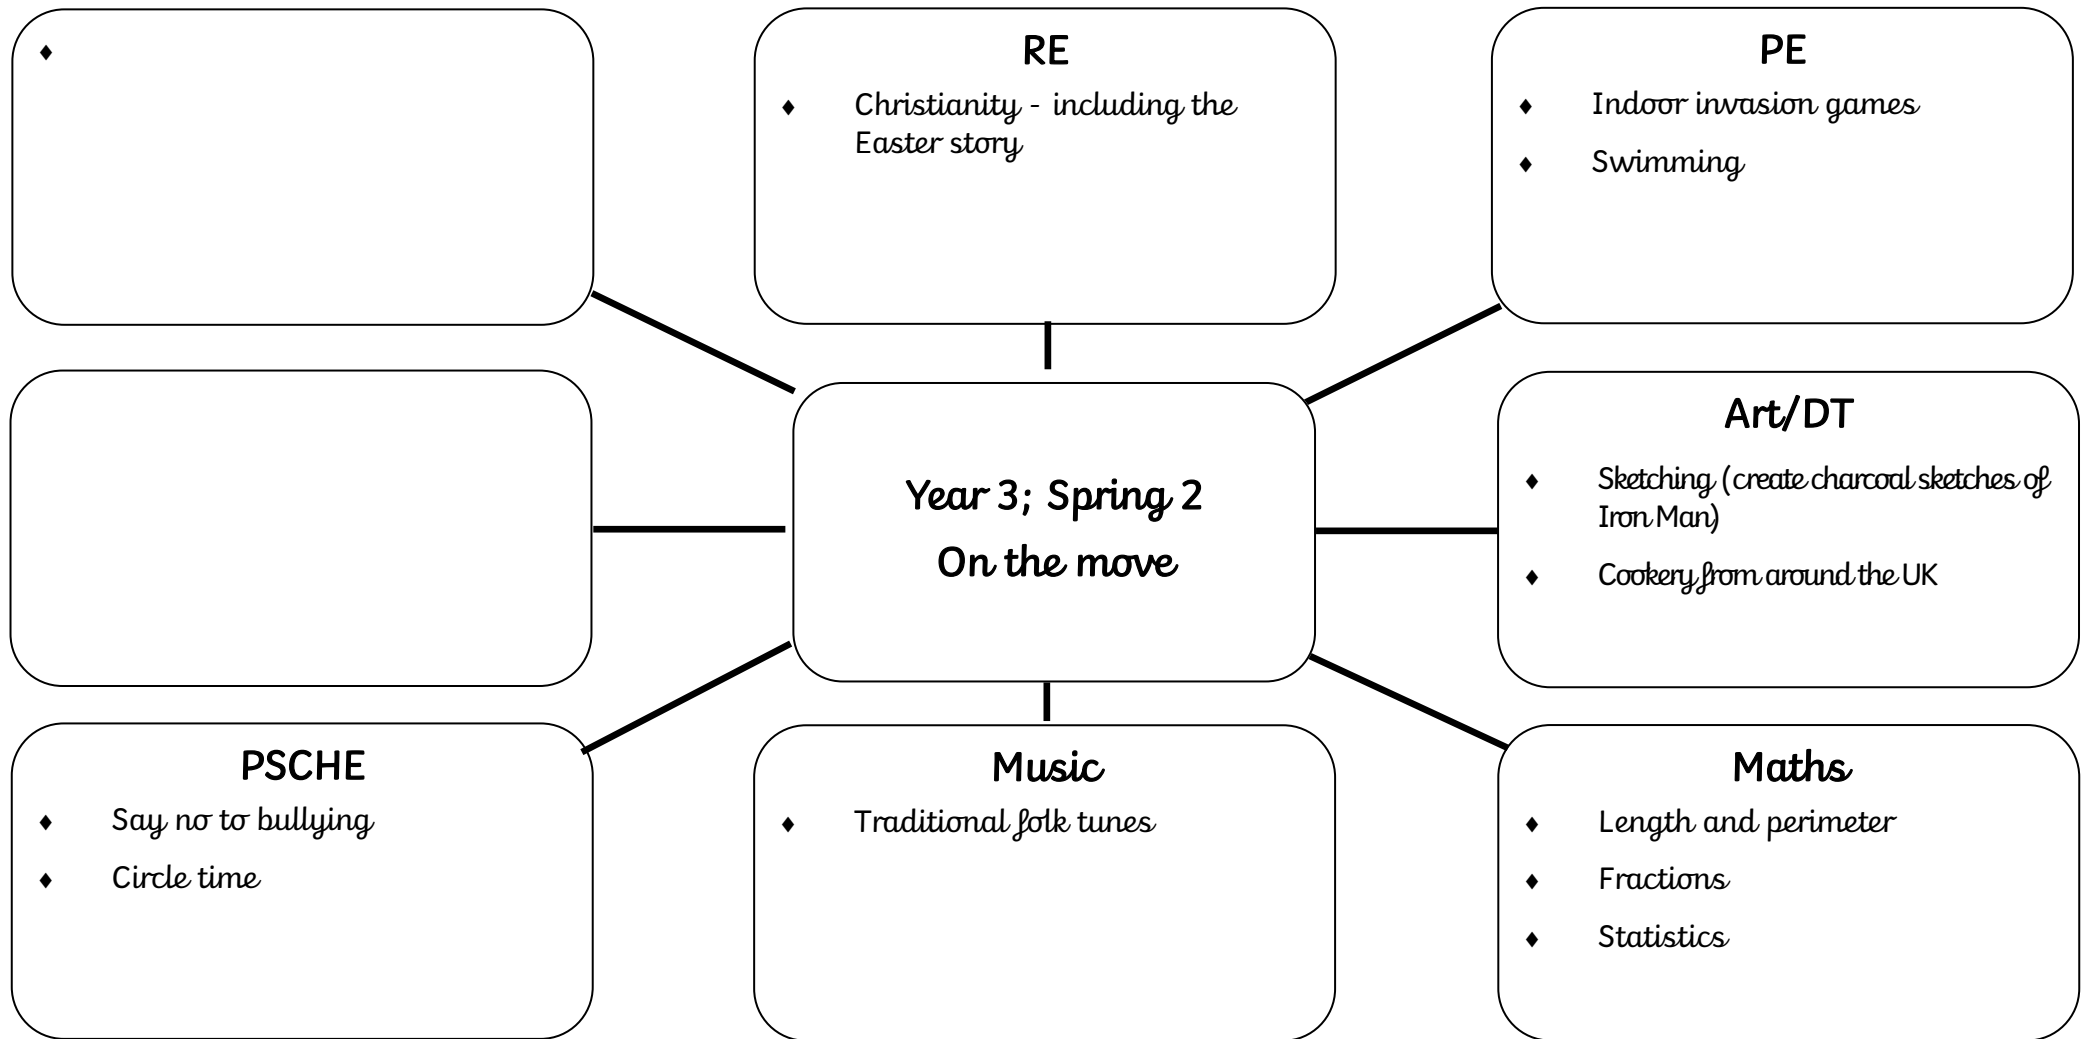 RE
♦ Christianity - including the
Easter story
PE
♦ Indoor invasion games
♦ Swimming
♦
Year 3; Spring 2
On the move
Art/DT
♦ Sketching (create charcoal sketches of
Iron Man)
♦ Cookery from around the UK
PSCHE
♦ Say no to bullying
♦ Circle time
Music
♦ Traditional folk tunes
Maths
♦ Length and perimeter
♦ Fractions
♦ Statistics